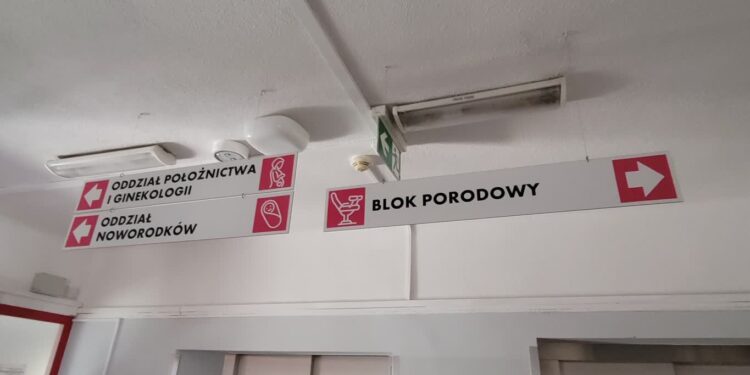 ODDZIAŁ POŁOŻNICTWA
I GINEKOLOGII
ODDZIAŁ
NOWORODKÓW
BLOK PORODOWY